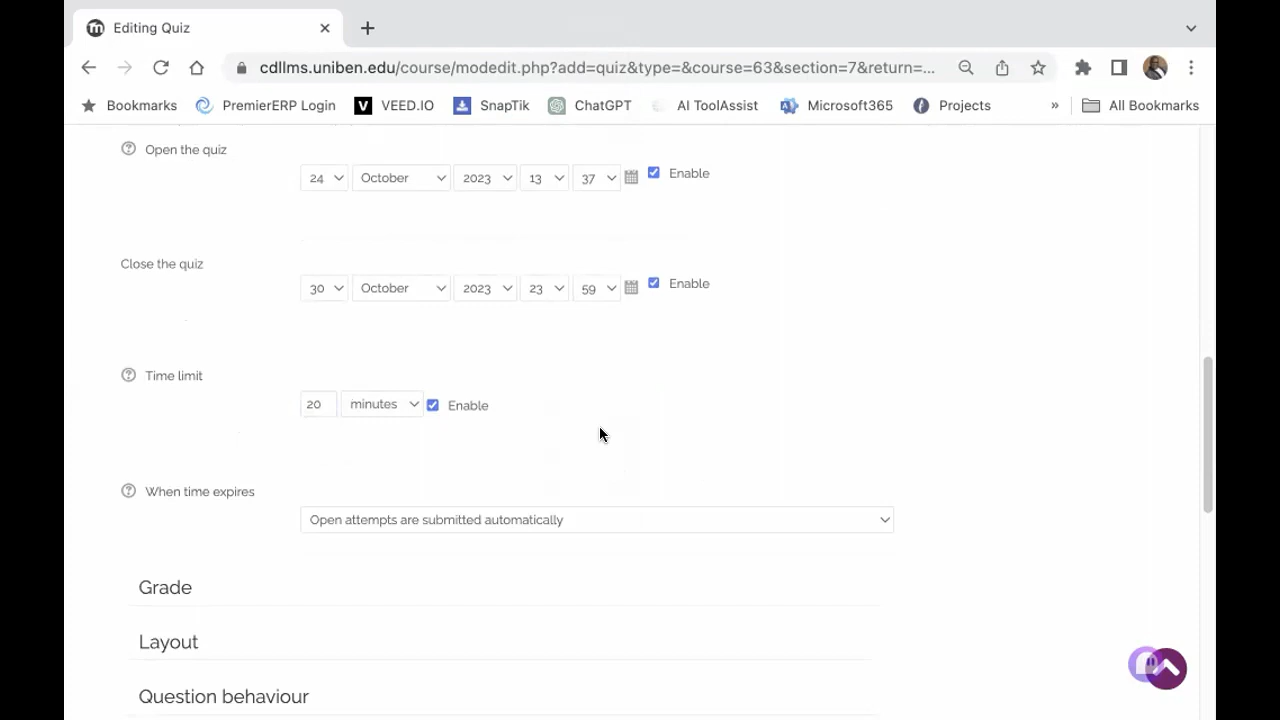 Editing Quiz
cdllms.uniben.edu/course/modedit.php?add=quiz&type=&course=63&section=7&return=...
Bookmarks PremierERP Login VEED.IO SnapTik ChatGPT AI ToolAssist Microsoft365 Projects » All Bookmarks
Open the quiz
24 October 2023 13 37 Enable
Close the quiz
30 October 2023 23 59 Enable
Time limit
20 minutes Enable
When time expires
Open attempts are submitted automatically
Grade
Layout
Question behaviour